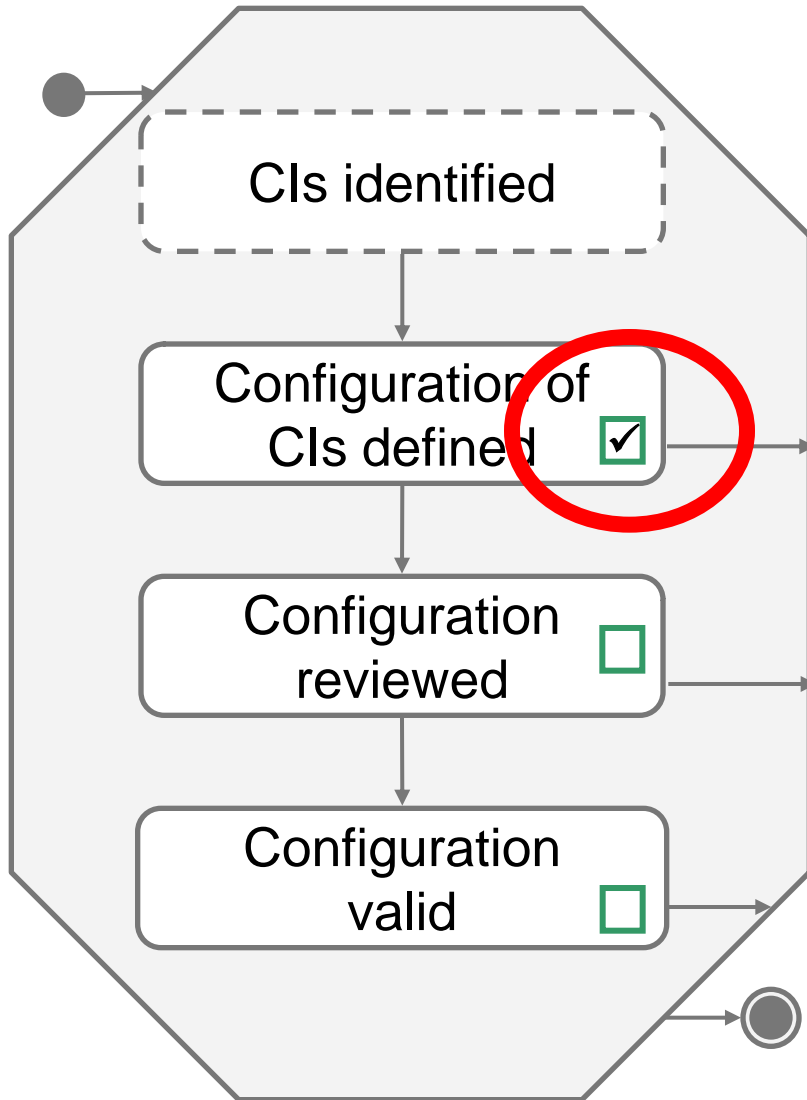 CIs identified
Configuration of
CIs defined
Configuration
reviewed
Configuration
valid